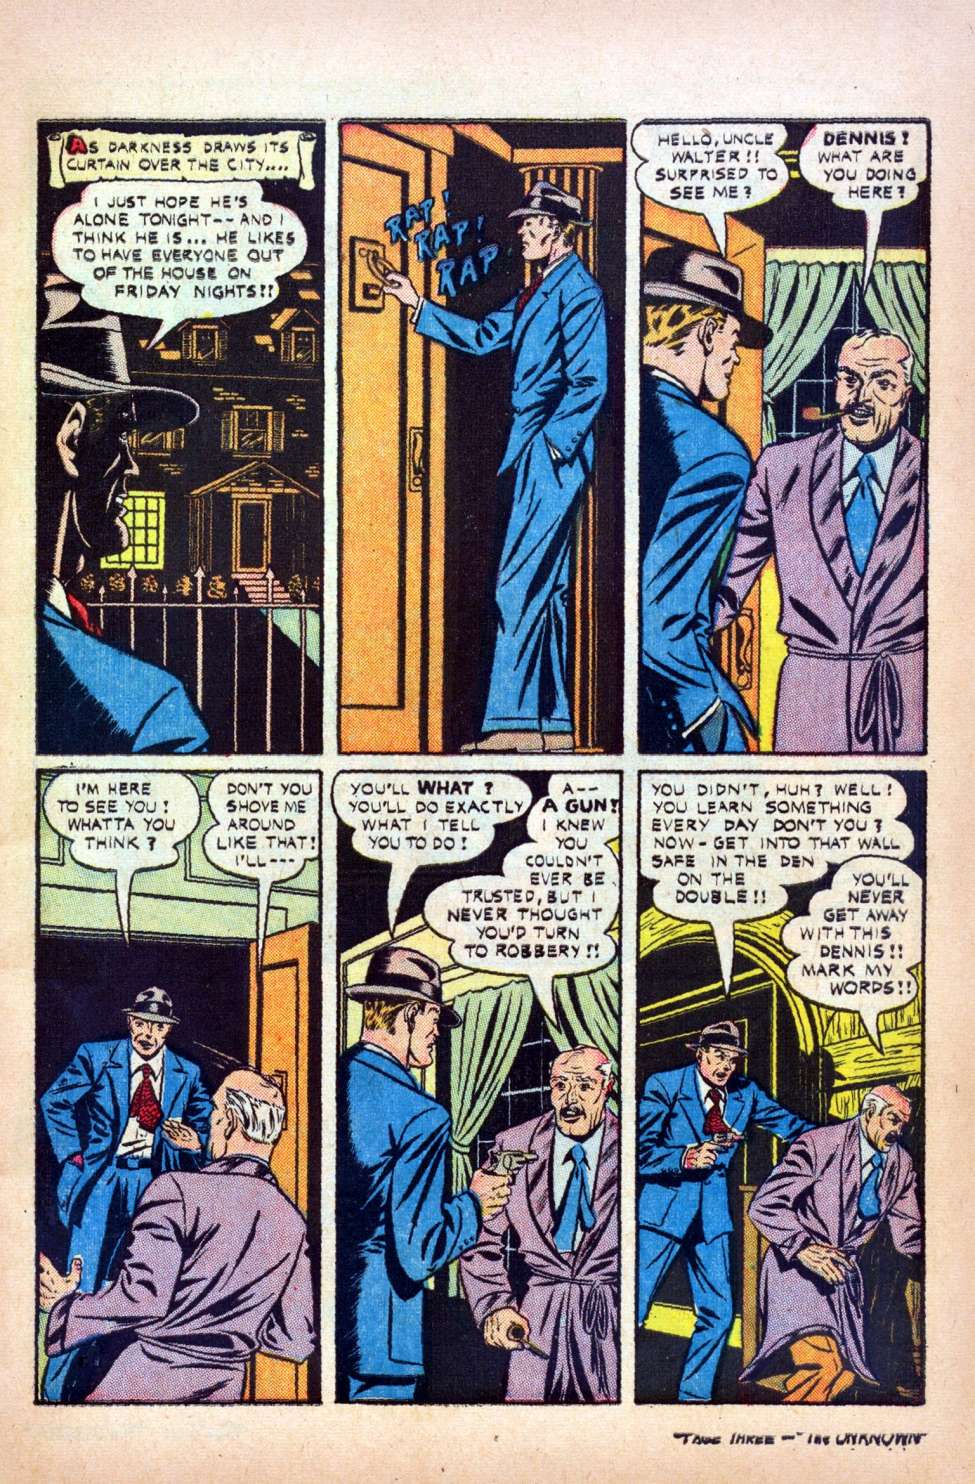 AS DARKNESS DRAWS ITS
CURTAIN OVER THE CITY....
I JUST HOPE HE'S
ALONE TONIGHT-- AND I
THINK HE IS... HE LIKES
TO HAVE EVERYONE OUT
OF THE HOUSE ON
FRIDAY NIGHTS!!
RAP!
RAP!
RAP!
HELLO, UNCLE
WALTER!!
SURPRISED TO
SEE ME?
DENNIS!
WHAT ARE
YOU DOING
HERE?
I'M HERE
TO SEE YOU!
WHATTA YOU
THINK?
DON'T YOU
SHOVE ME
AROUND
LIKE THAT!
I'LL---
YOU'LL WHAT?
YOU'LL DO EXACTLY
WHAT I TELL
YOU TO DO!
A--
A GUN!
I KNEW
YOU
COULDN'T
EVER BE
TRUSTED, BUT I
NEVER THOUGHT
YOU'D TURN
TO ROBBERY!!
YOU DIDN'T, HUH? WELL!
YOU LEARN SOMETHING
EVERY DAY DON'T YOU?
NOW - GET INTO THAT WALL
SAFE IN THE DEN
ON THE
DOUBLE!!
YOU'LL
NEVER
GET AWAY
WITH THIS
DENNIS!!
MARK MY
WORDS!!
PAGE THREE - "THE UNKNOWN"